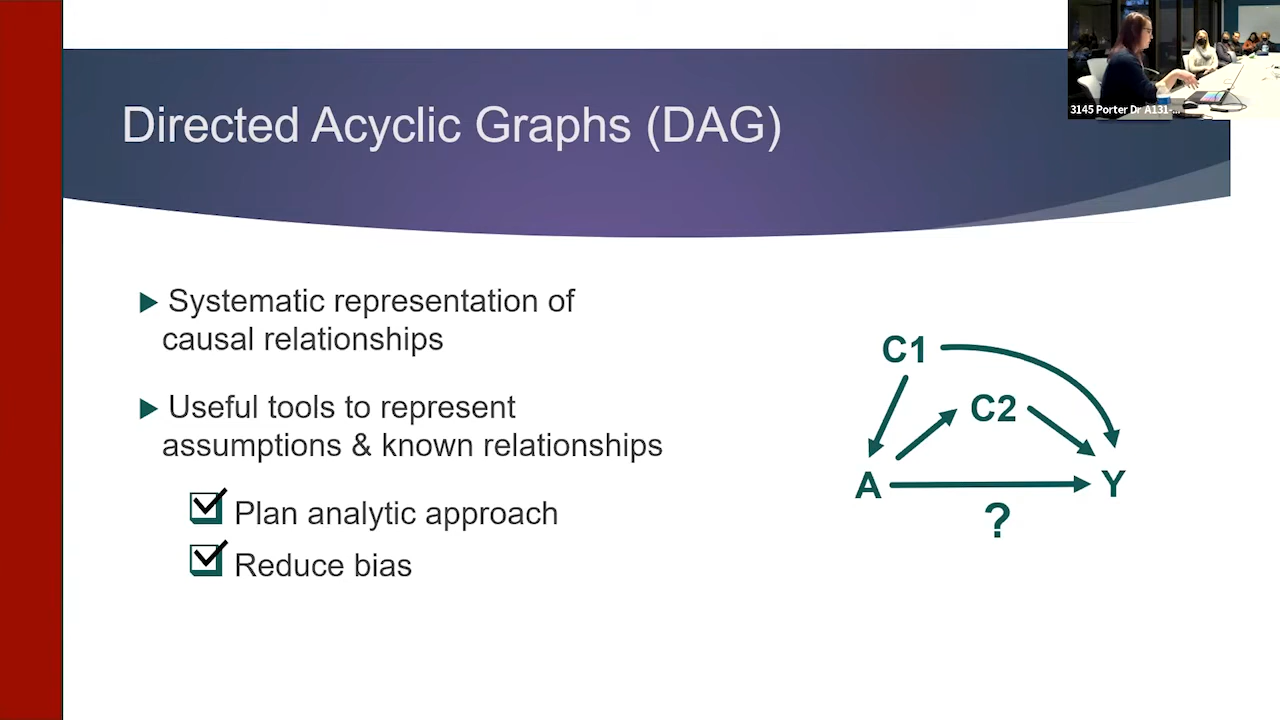 3145 Porter Dr A131-...
Directed Acyclic Graphs (DAG)
Systematic representation of
causal relationships
Useful tools to represent
assumptions & known relationships
Plan analytic approach
Reduce bias
C1
C2
A
Y
?